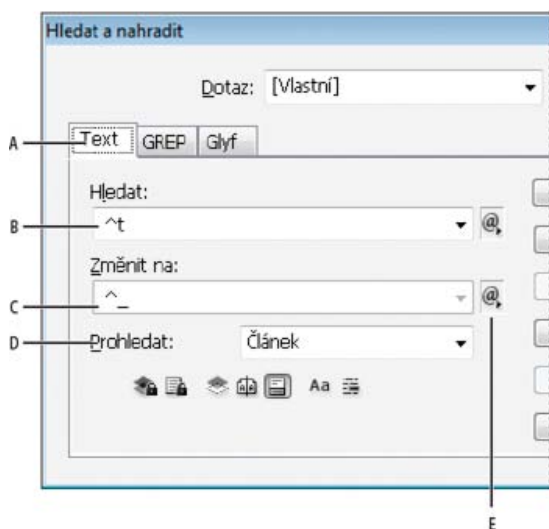 Hledat a nahradit
Dotaz: [Vlastní]
A Text GREP Glyf
Hledat:
B ^t @
Změnit na:
C ^_ @
D Prohledat: Článek
Aa
E